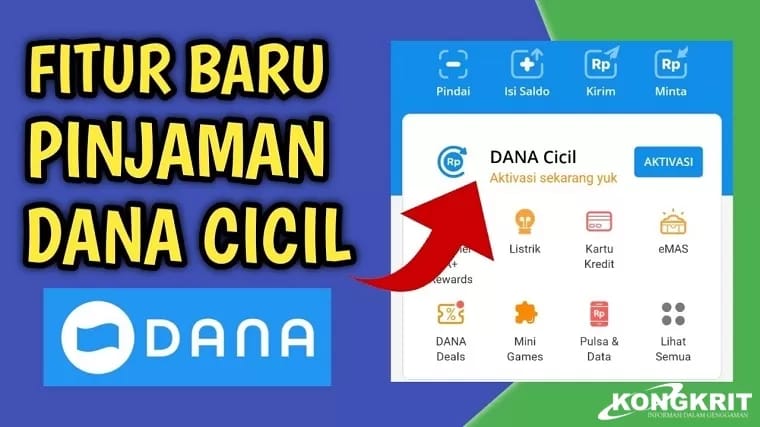 FITUR BARU
PINJAMAN
DANA CICIL
DANA
Pindai
Isi Saldo
Rp
Kirim
Rp
Minta
Rp
DANA Cicil
Aktivasi sekarang yuk
AKTIVASI
A+
Rewards
Listrik
Kartu
Kredit
eMAS
DANA
Deals
Mini
Games
Rp
Pulsa &
Data
Lihat
Semua
KONGKRIT
INFORMASI DALAM GENGGAMAN